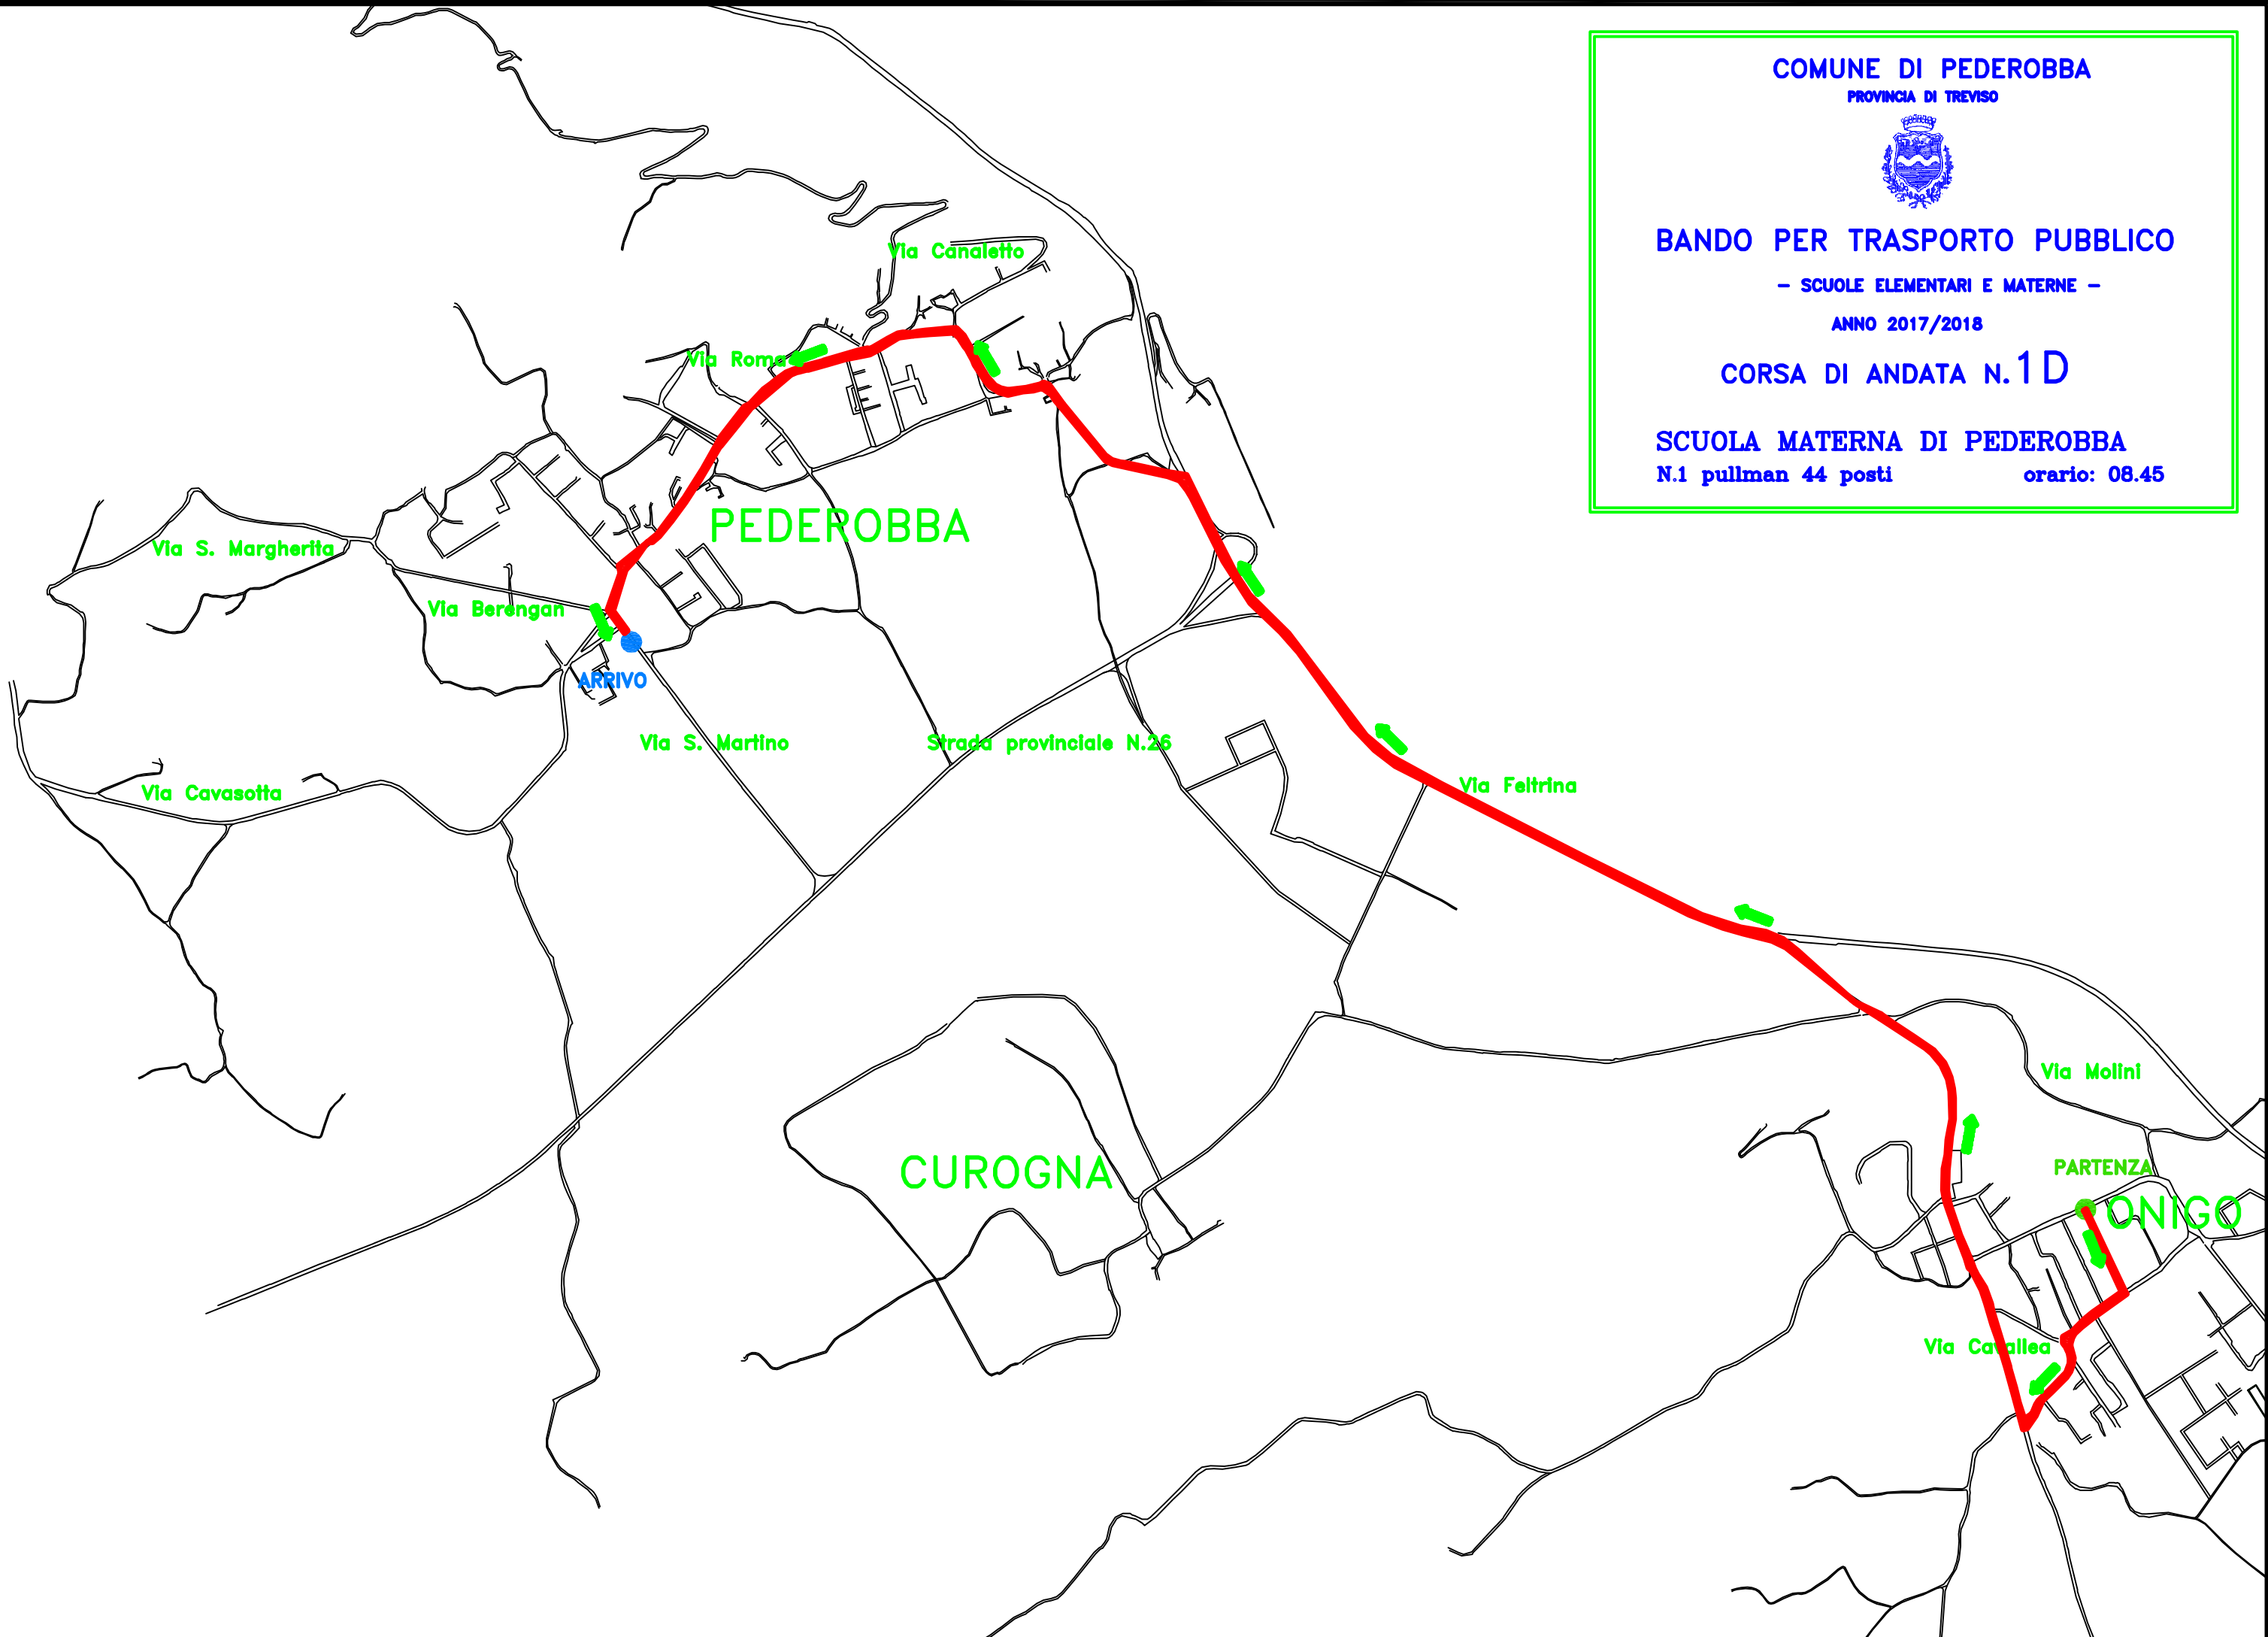 COMUNE DI PEDEROBBA
PROVINCIA DI TREVISO
BANDO PER TRASPORTO PUBBLICO
- SCUOLE ELEMENTARI E MATERNE -
ANNO 2017/2018
CORSA DI ANDATA N.1D
SCUOLA MATERNA DI PEDEROBBA
N.1 pullman 44 posti orario: 08.45
Via Canaletto
Via Roma
PEDEROBBA
Via S. Margherita
Via Berengan
ARRIVO
Via S. Martino
Strada provinciale N.26
Via Feltrina
Via Cavasotta
Via Molini
CUROGNA
PARTENZA
ONIGO
Via Cavallea